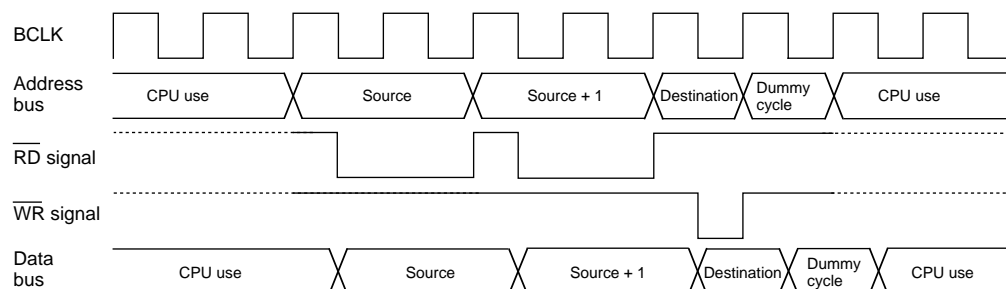 BCLK
Address
bus
CPU use
Source
Source + 1
Destination
Dummy
cycle
CPU use
RD signal
WR signal
Data
bus
CPU use
Source
Source + 1
Destination
Dummy
cycle
CPU use